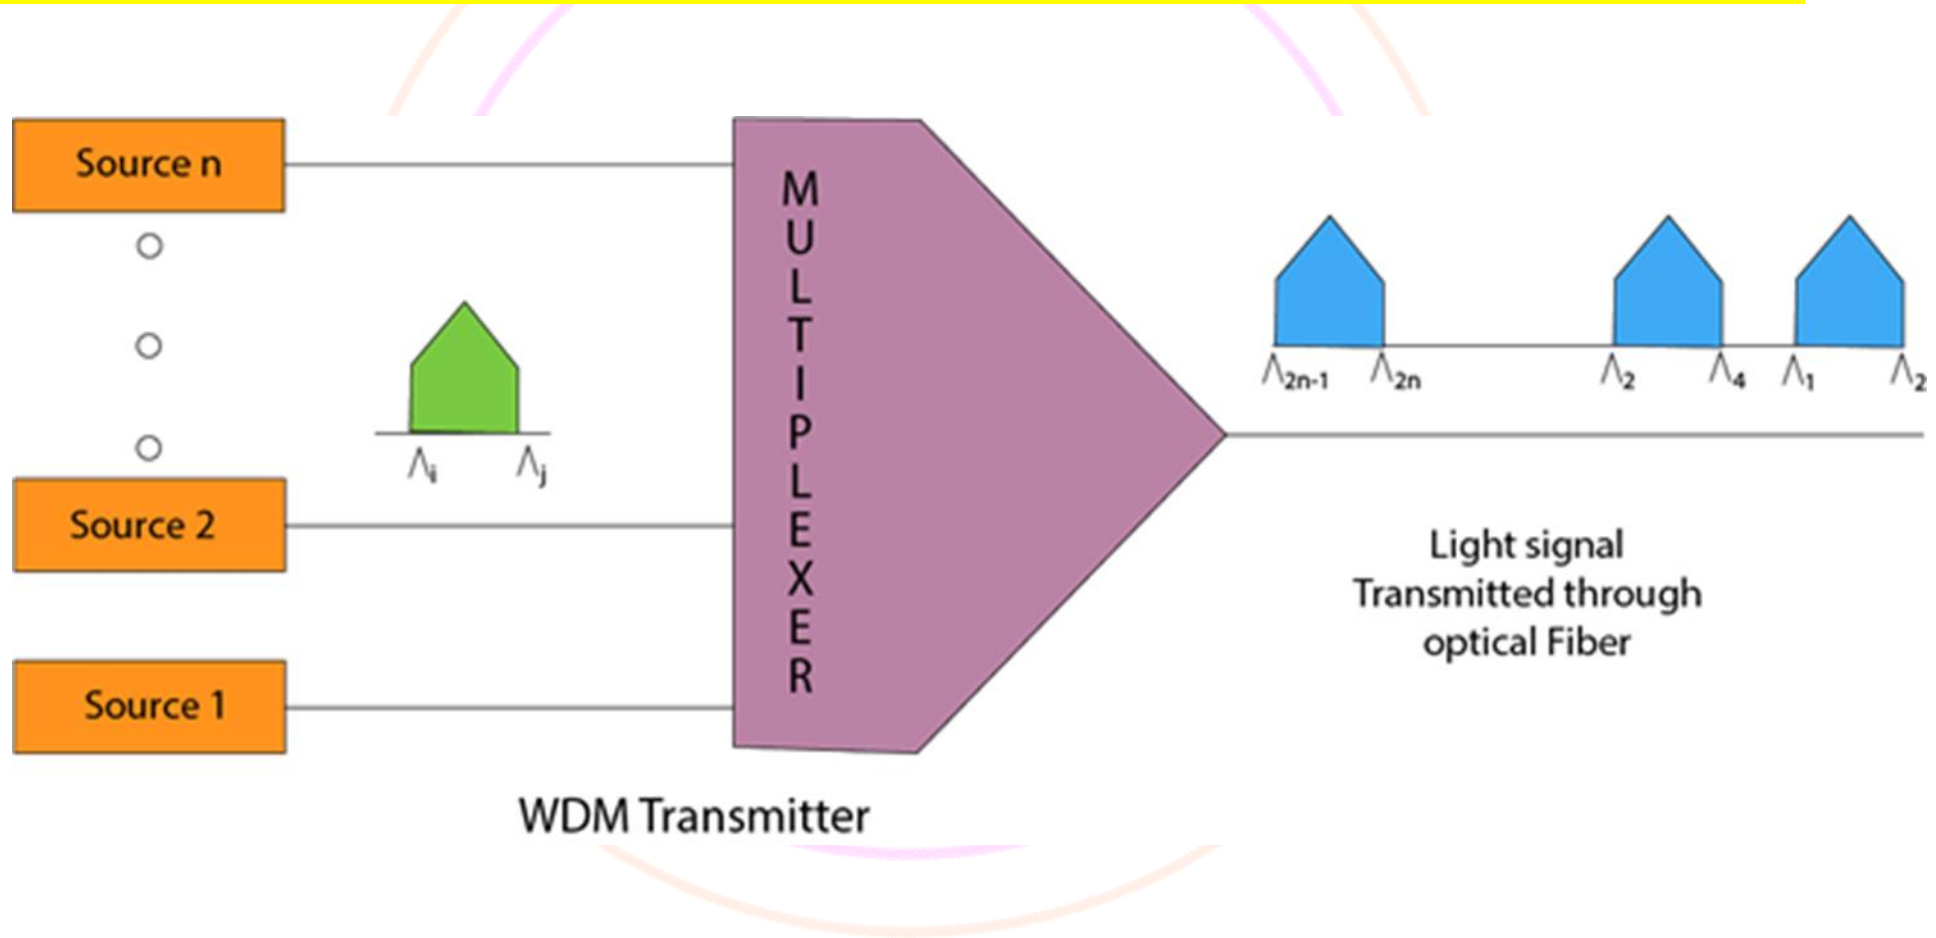 Source n
Source 2
Source 1
Λi Λj
MULTIPLEXER
Λ2n-1 Λ2n Λ2 Λ4 Λ1 Λ2
Light signal
Transmitted through
optical Fiber
WDM Transmitter